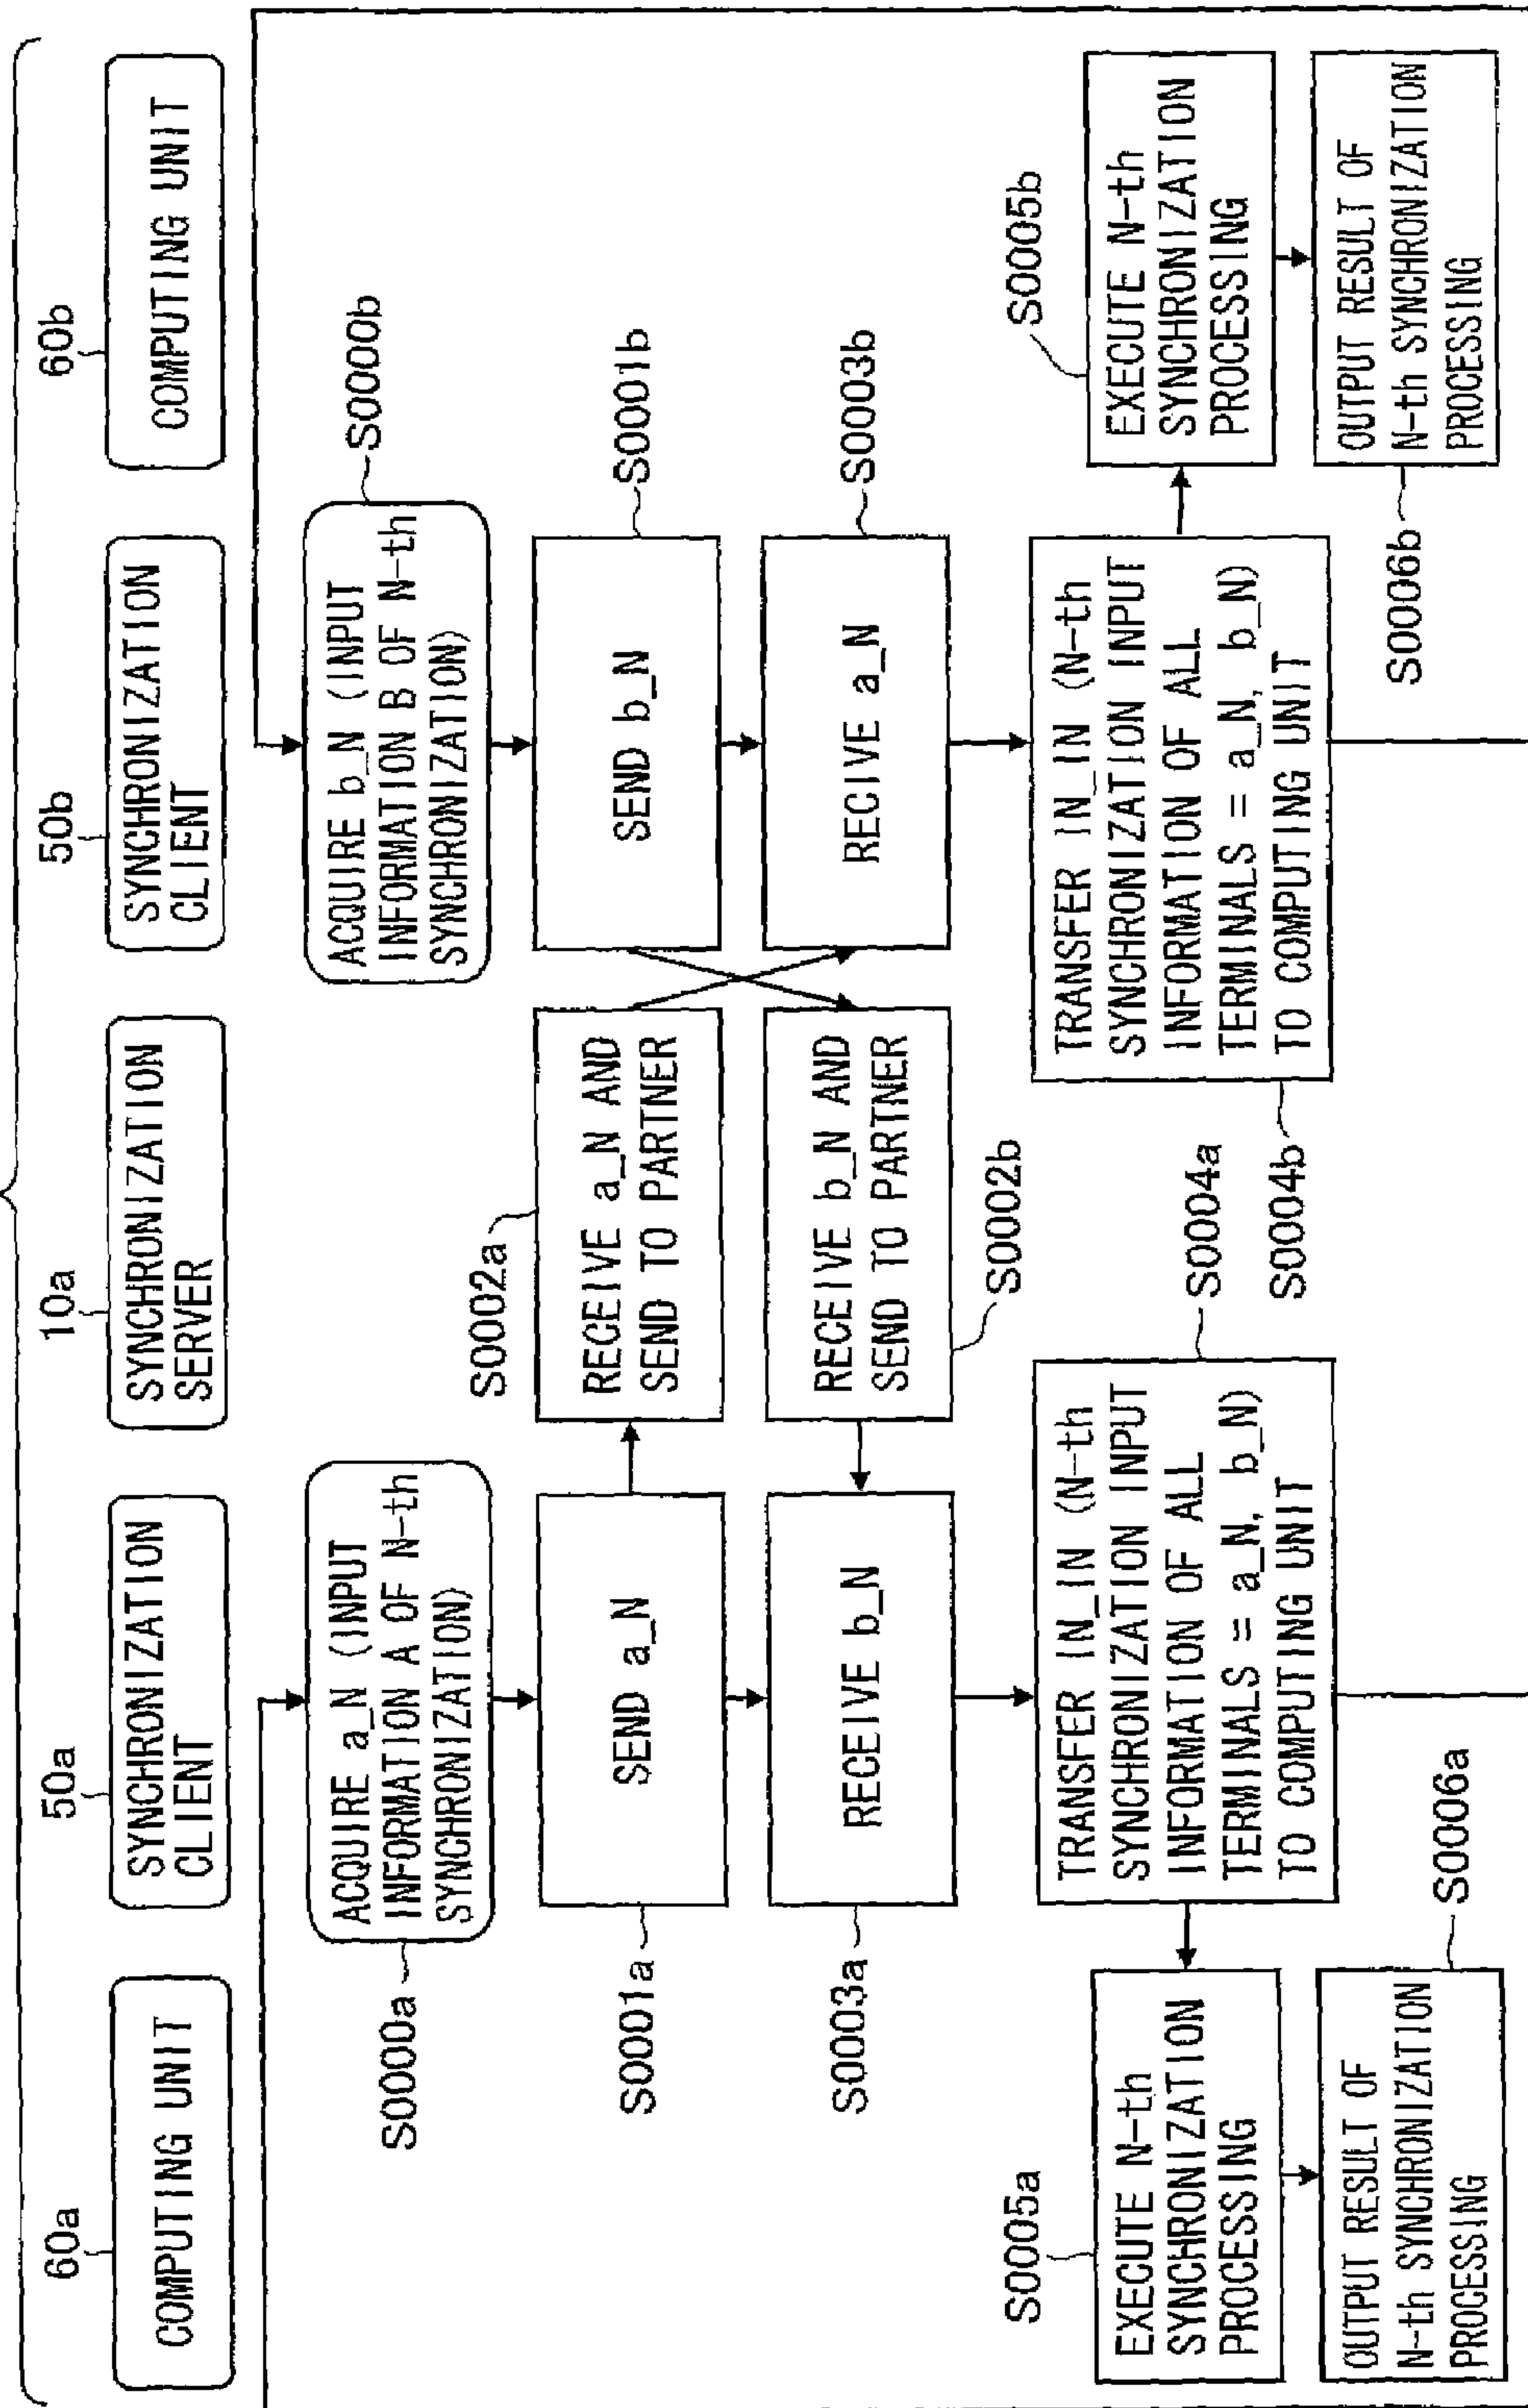 60a
COMPUTING UNIT
50a
SYNCHRONIZATION
CLIENT
10a
SYNCHRONIZATION
SERVER
50b
SYNCHRONIZATION
CLIENT
60b
COMPUTING UNIT
S0000a
ACQUIRE a_N (INPUT
INFORMATION A OF N-th
SYNCHRONIZATION)
ACQUIRE b_N (INPUT
INFORMATION B OF N-th
SYNCHRONIZATION)
S0000b
S0001a
SEND a_N
S0002a
RECEIVE a_N AND
SEND TO PARTNER
SEND b_N
S0001b
S0003a
RECEIVE b_N
RECEIVE b_N AND
SEND TO PARTNER
S0002b
RECIVE a_N
S0003b
TRANSFER IN_IN (N-th
SYNCHRONIZATION INPUT
INFORMATION OF ALL
TERMINALS = a_N, b_N)
TO COMPUTING UNIT
S0004a
TRANSFER IN_IN (N-th
SYNCHRONIZATION INPUT
INFORMATION OF ALL
TERMINALS = a_N, b_N)
TO COMPUTING UNIT
S0004b
S0005a
EXECUTE N-th
SYNCHRONIZATION
PROCESSING
S0005b
EXECUTE N-th
SYNCHRONIZATION
PROCESSING
OUTPUT RESULT OF
N-th SYNCHRONIZATION
PROCESSING
S0006a
S0006b
OUTPUT RESULT OF
N-th SYNCHRONIZATION
PROCESSING